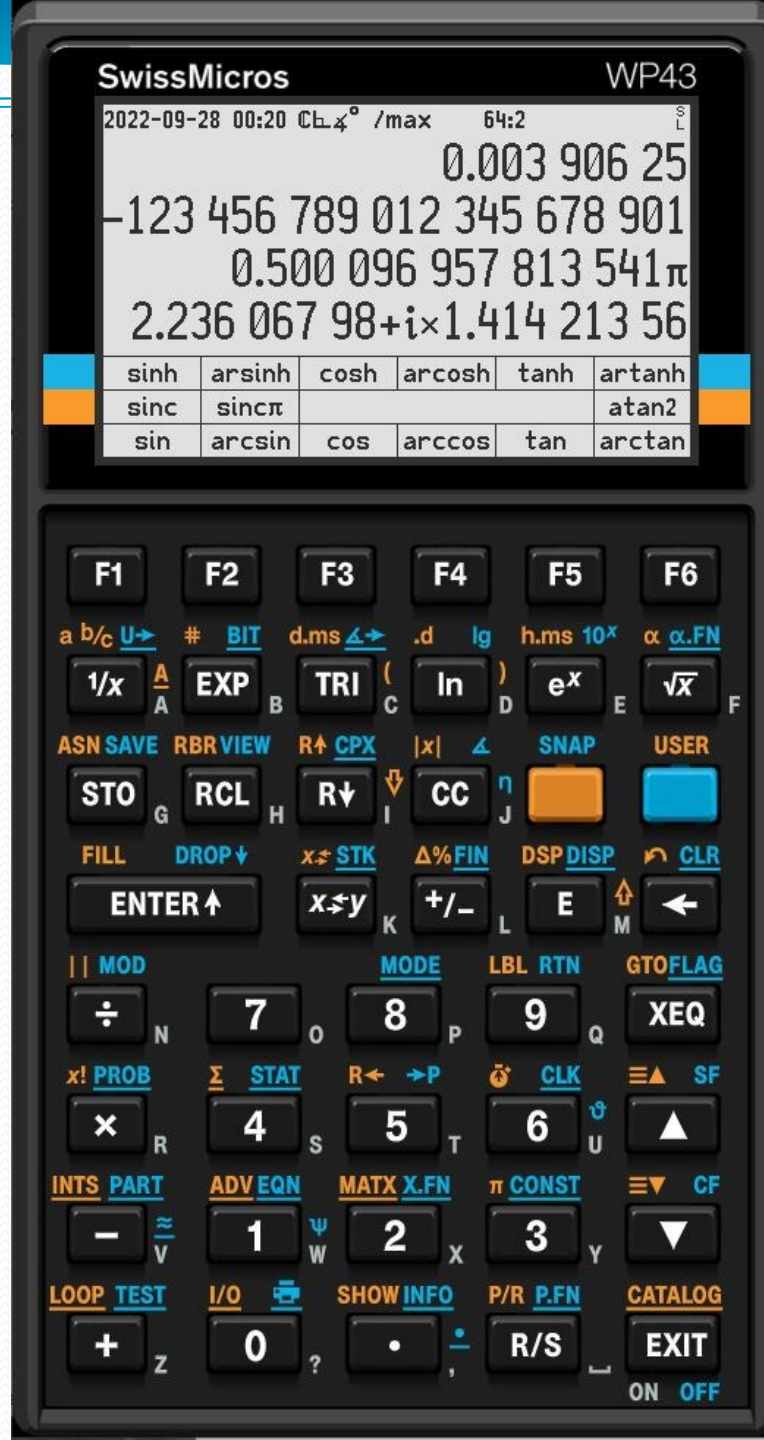 SwissMicros WP43
2022-09-28 00:20 ℂ∟∡° /max 64:2 S L
0.003 906 25
-123 456 789 012 345 678 901
0.500 096 957 813 541π
2.236 067 98+i×1.414 213 56
sinh arsinh cosh arcosh tanh artanh
sinc sincπ atan2
sin arcsin cos arccos tan arctan
F1 F2 F3 F4 F5 F6
a b/c U→ # BIT d.ms ∡→ .d lg h.ms 10ˣ α α.FN
1/x A A EXP B TRI ( C ln ) D eˣ E √x F
ASN SAVE RBR VIEW R↑ CPX |x| ∡ SNAP USER
STO G RCL H R↓ ⇩ I CC η J
FILL DROP↓ x⇄ STK Δ% FIN DSP DISP ↶ CLR
ENTER↑ x⇄y K +/− L E ⇧ M ←
|| MOD MODE LBL RTN GTO FLAG
÷ N 7 O 8 P 9 Q XEQ
x! PROB Σ STAT R← →P ⏱ CLK ≡▲ SF
× R 4 S 5 T 6 ϑ U ▲
INTS PART ADV EQN MATX X.FN π CONST ≡▼ CF
− ≈ V 1 Ψ W 2 X 3 Y ▼
LOOP TEST I/O SHOW INFO P/R P.FN CATALOG
+ Z 0 ? • , R/S ␣ EXIT
ON OFF